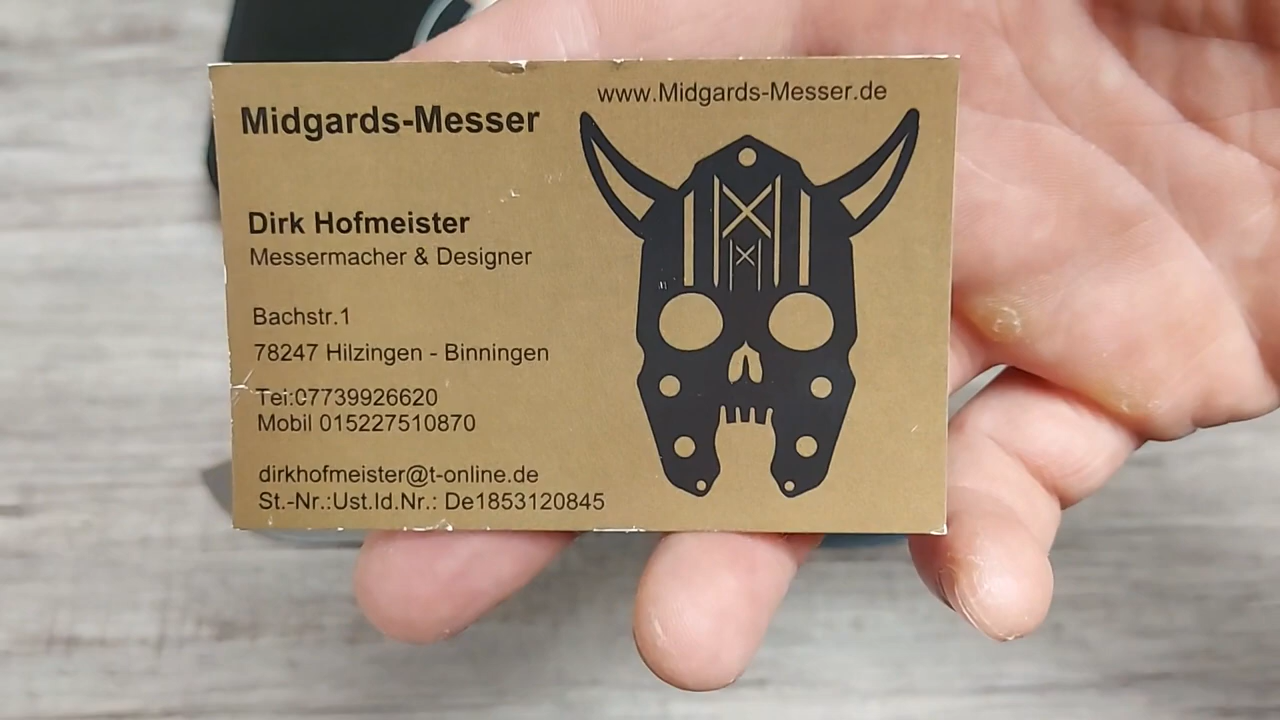 Midgards-Messer
www.Midgards-Messer.de
Dirk Hofmeister
Messermacher & Designer
Bachstr.1
78247 Hilzingen - Binningen
Tel:07739926620
Mobil 015227510870
dirkhofmeister@t-online.de
St.-Nr.:Ust.Id.Nr.: De1853120845